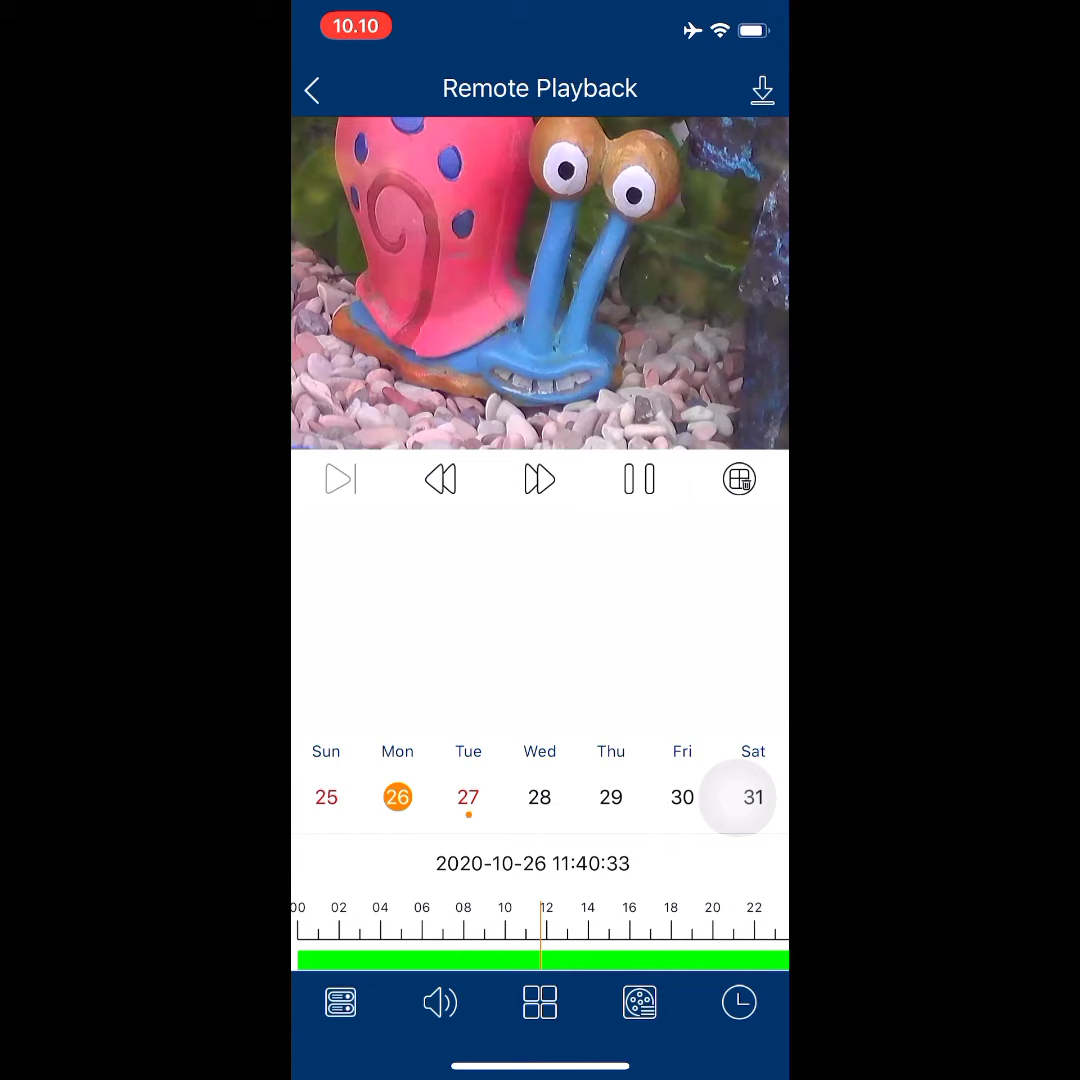 10.10
Remote Playback
Sun Mon Tue Wed Thu Fri Sat
25 26 27 28 29 30 31
2020-10-26 11:40:33
00 02 04 06 08 10 12 14 16 18 20 22